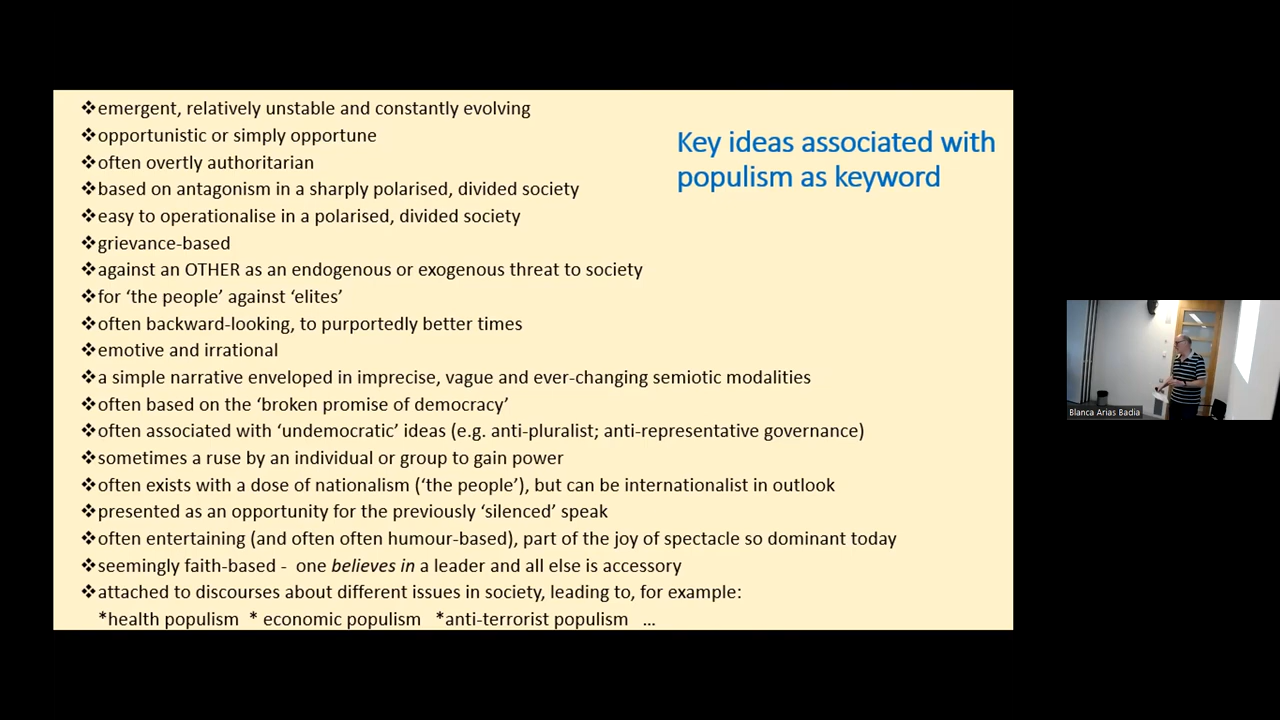 ❖emergent, relatively unstable and constantly evolving
❖opportunistic or simply opportune
❖often overtly authoritarian
❖based on antagonism in a sharply polarised, divided society
❖easy to operationalise in a polarised, divided society
❖grievance-based
❖against an OTHER as an endogenous or exogenous threat to society
❖for ‘the people’ against ‘elites’
❖often backward-looking, to purportedly better times
❖emotive and irrational
❖a simple narrative enveloped in imprecise, vague and ever-changing semiotic modalities
❖often based on the ‘broken promise of democracy’
❖often associated with ‘undemocratic’ ideas (e.g. anti-pluralist; anti-representative governance)
❖sometimes a ruse by an individual or group to gain power
❖often exists with a dose of nationalism (‘the people’), but can be internationalist in outlook
❖presented as an opportunity for the previously ‘silenced’ speak
❖often entertaining (and often often humour-based), part of the joy of spectacle so dominant today
❖seemingly faith-based - one believes in a leader and all else is accessory
❖attached to discourses about different issues in society, leading to, for example:
*health populism * economic populism *anti-terrorist populism ...
Key ideas associated with
populism as keyword
Blanca Arias Badia